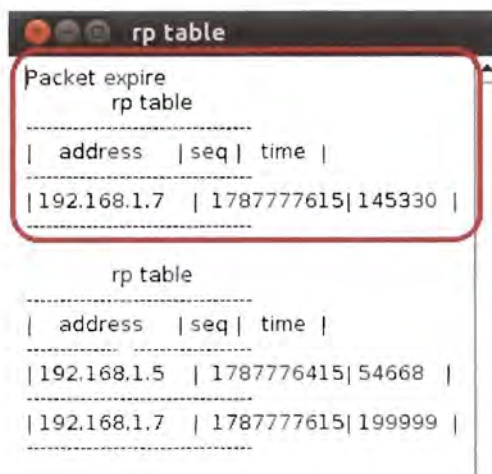 rp table
Packet expire
rp table
---------------------------------
| address | seq | time |
---------------------------------
|192.168.1.7 | 1787777615| 145330 |
---------------------------------
rp table
---------------------------------
| address | seq | time |
---------------------------------
|192.168.1.5 | 1787776415| 54668 |
|192.168.1.7 | 1787777615| 199999 |
---------------------------------